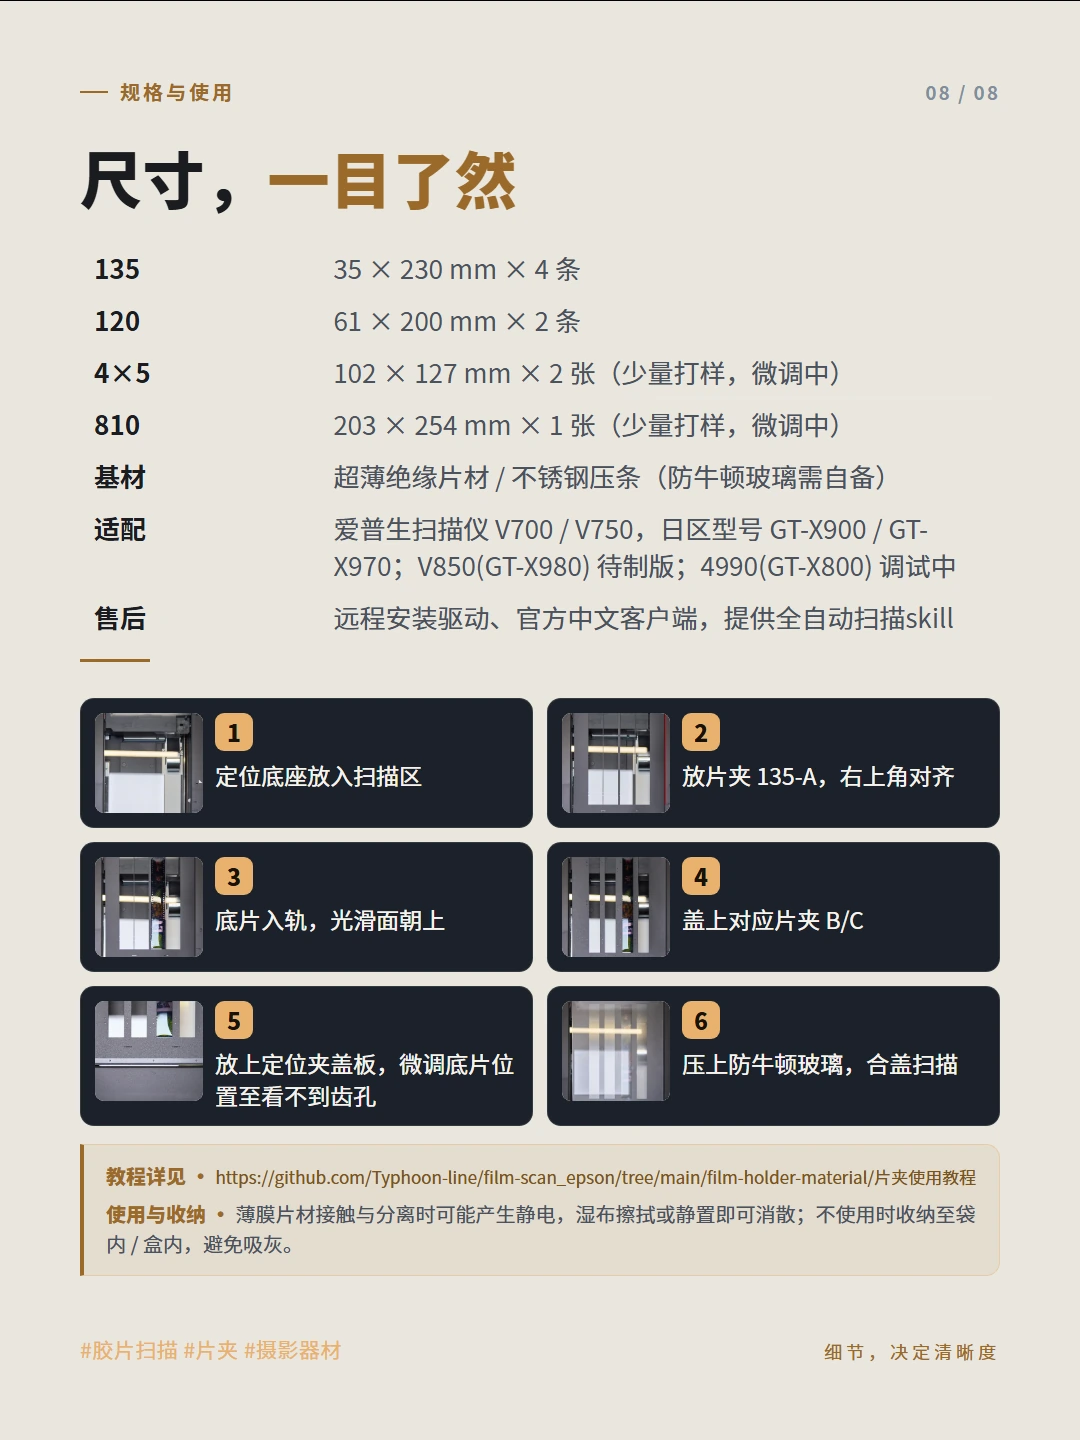 规格与使用
08 / 08
尺寸，一目了然
135 35 × 230 mm × 4 条
120 61 × 200 mm × 2 条
4×5 102 × 127 mm × 2 张（少量打样，微调中）
810 203 × 254 mm × 1 张（少量打样，微调中）
基材 超薄绝缘片材 / 不锈钢压条（防牛顿玻璃需自备）
适配 爱普生扫描仪 V700 / V750，日区型号 GT-X900 / GT-
X970；V850(GT-X980) 待制版；4990(GT-X800) 调试中
售后 远程安装驱动、官方中文客户端，提供全自动扫描skill
1
定位底座放入扫描区
2
放片夹 135-A，右上角对齐
3
底片入轨，光滑面朝上
4
盖上对应片夹 B/C
5
放上定位夹盖板，微调底片位
置至看不到齿孔
6
压上防牛顿玻璃，合盖扫描
教程详见 • https://github.com/Typhoon-line/film-scan_epson/tree/main/film-holder-material/片夹使用教程
使用与收纳 • 薄膜片材接触与分离时可能产生静电，湿布擦拭或静置即可消散；不使用时收纳至袋
内 / 盒内，避免吸灰。
#胶片扫描 #片夹 #摄影器材
细节，决定清晰度